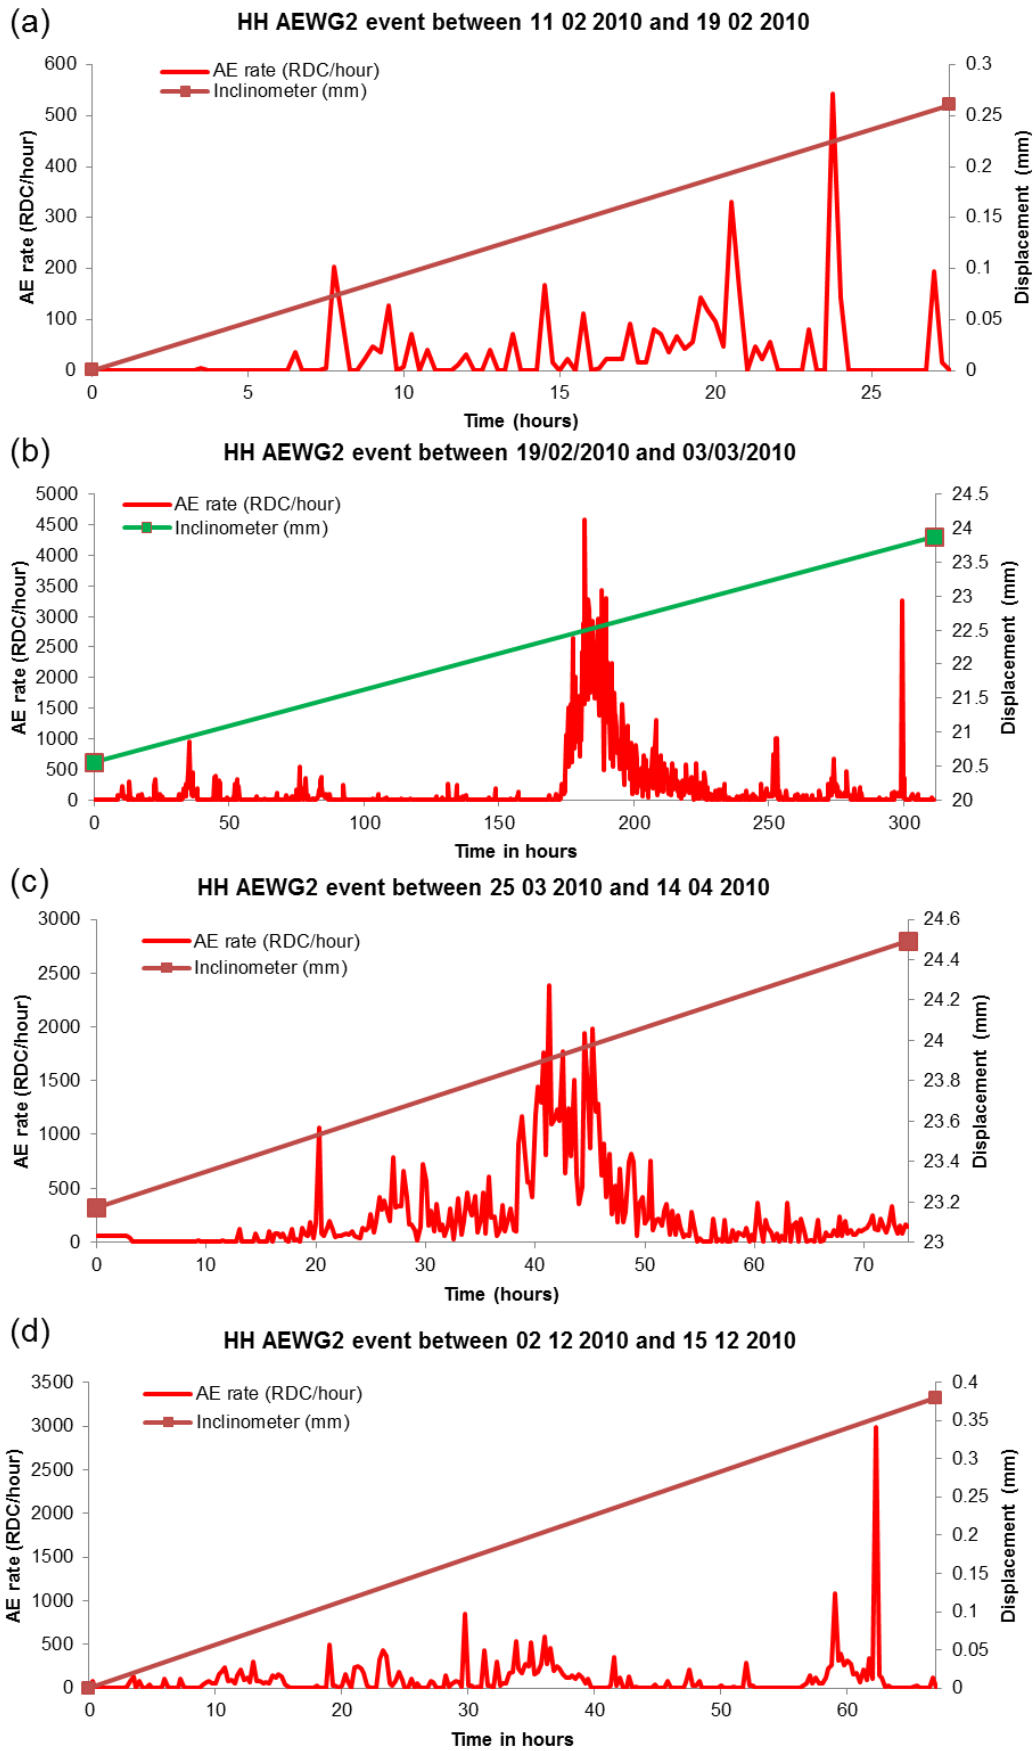 (a)
HH AEWG2 event between 11 02 2010 and 19 02 2010
AE rate (RDC/hour)
Inclinometer (mm)
AE rate (RDC/hour)
600
500
400
300
200
100
0
0.3
0.25
0.2
0.15
0.1
0.05
0
Displacement (mm)
0 5 10 15 20 25
Time (hours)
(b)
HH AEWG2 event between 19/02/2010 and 03/03/2010
AE rate (RDC/hour)
Inclinometer (mm)
AE rate (RDC/hour)
5000
4500
4000
3500
3000
2500
2000
1500
1000
500
0
24.5
24
23.5
23
22.5
22
21.5
21
20.5
20
Displacement (mm)
0 50 100 150 200 250 300
Time in hours
(c)
HH AEWG2 event between 25 03 2010 and 14 04 2010
AE rate (RDC/hour)
Inclinometer (mm)
AE rate (RDC/hour)
3000
2500
2000
1500
1000
500
0
24.6
24.4
24.2
24
23.8
23.6
23.4
23.2
23
Displacement (mm)
0 10 20 30 40 50 60 70
Time (hours)
(d)
HH AEWG2 event between 02 12 2010 and 15 12 2010
AE rate (RDC/hour)
Inclinometer (mm)
AE rate (RDC/hour)
3500
3000
2500
2000
1500
1000
500
0
0.4
0.35
0.3
0.25
0.2
0.15
0.1
0.05
0
Displacement (mm)
0 10 20 30 40 50 60
Time in hours